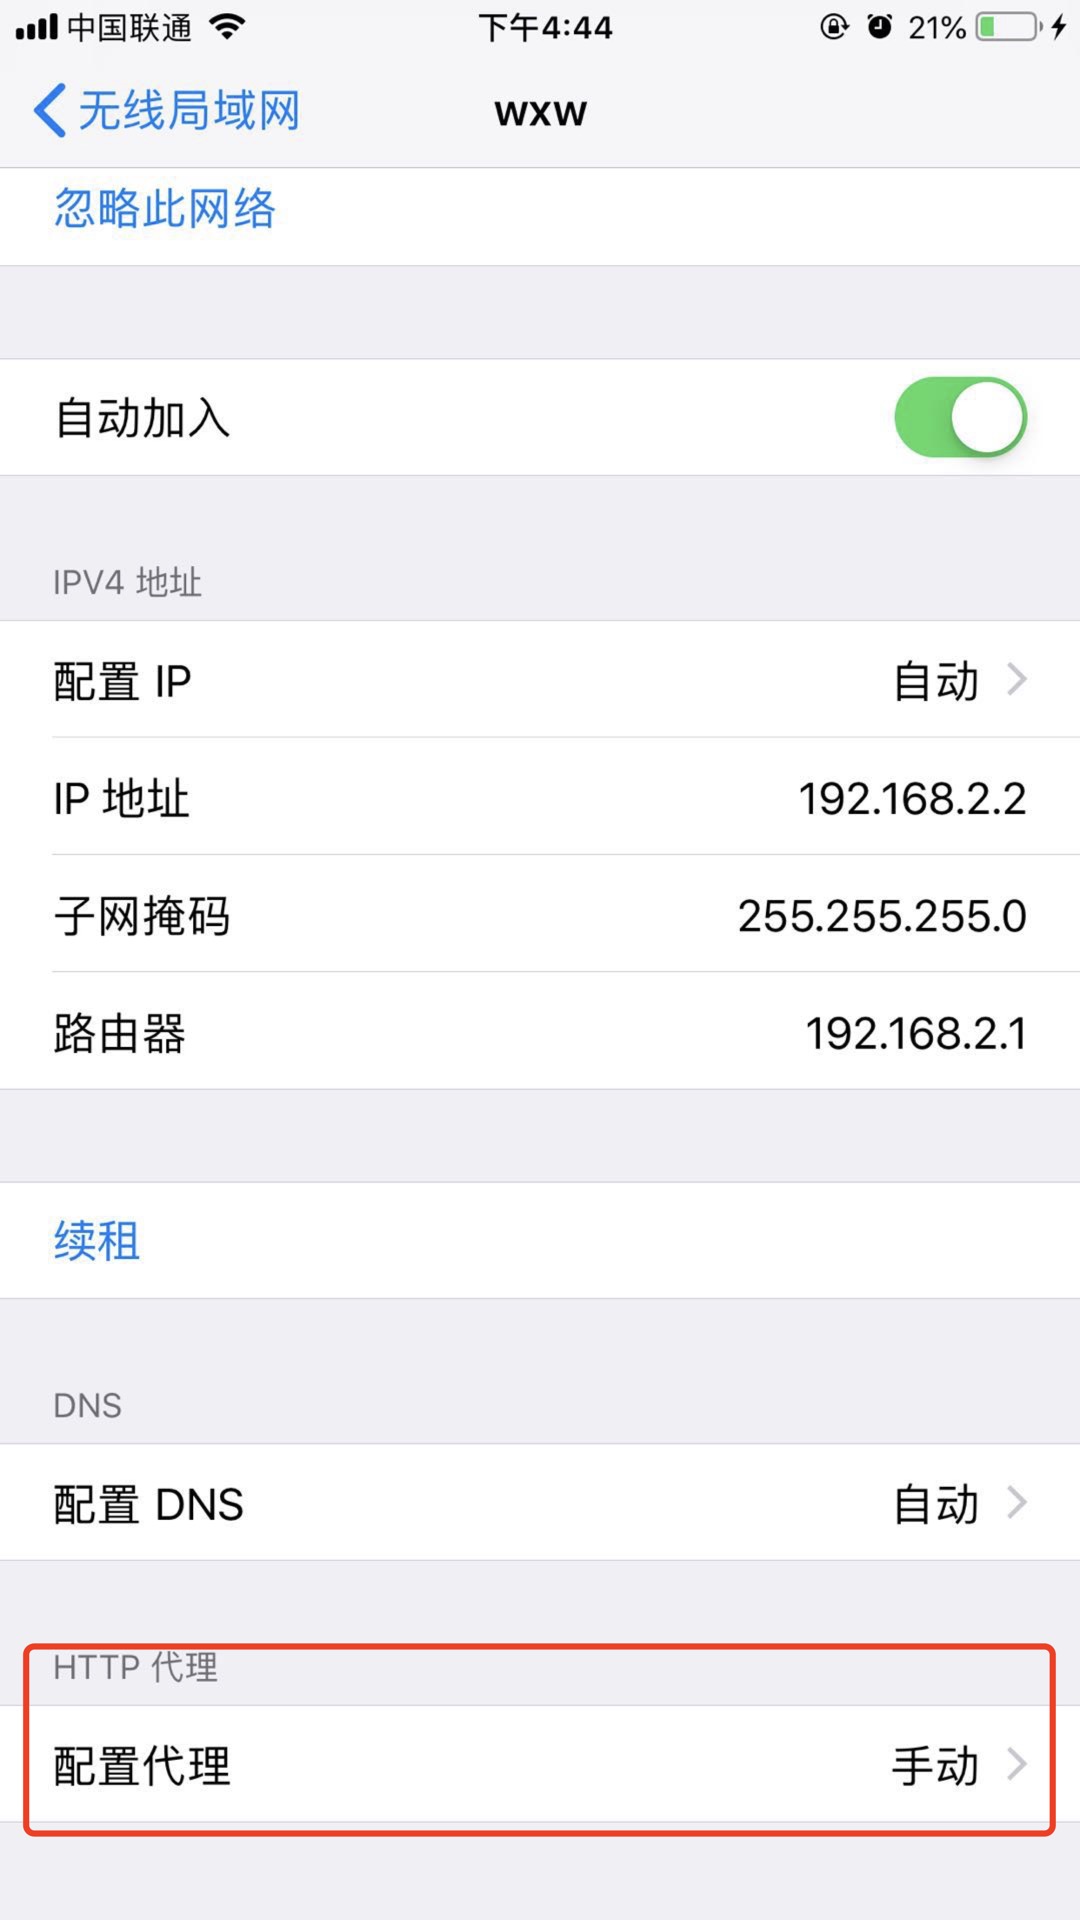 中国联通 下午4:44 21%
无线局域网 wxw
忽略此网络
自动加入
IPV4 地址
配置 IP 自动
IP 地址 192.168.2.2
子网掩码 255.255.255.0
路由器 192.168.2.1
续租
DNS
配置 DNS 自动
HTTP 代理
配置代理 手动